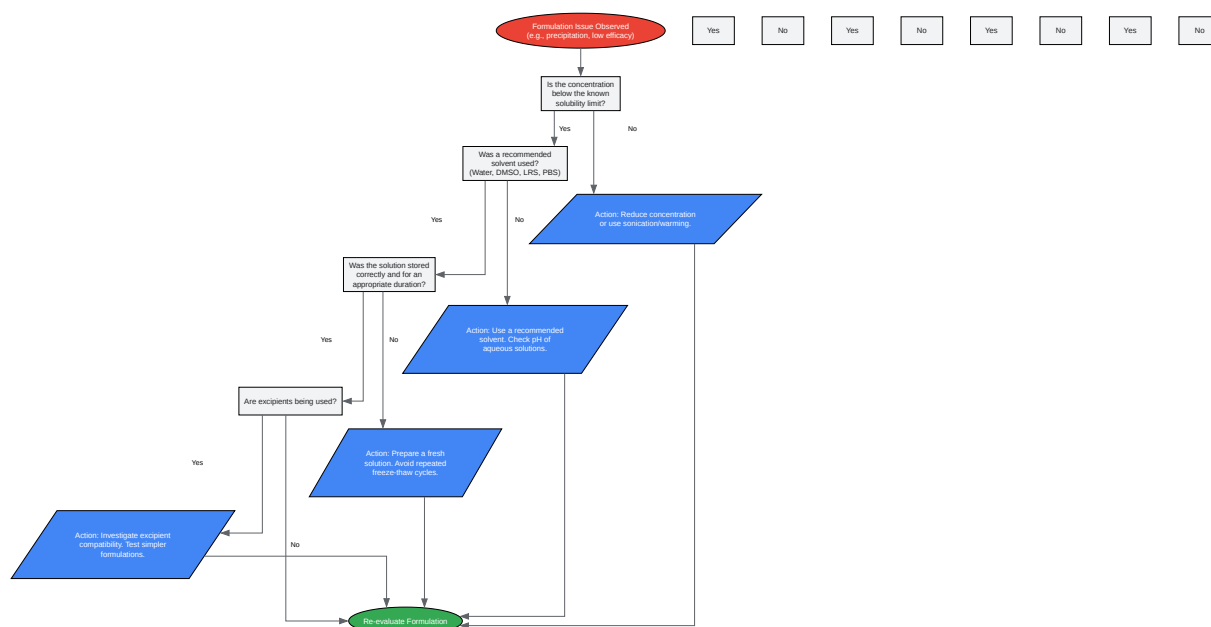 Formulation Issue Observed
(e.g., precipitation, low efficacy)
Yes
No
Yes
No
Yes
No
Yes
No
Is the concentration
below the known
solubility limit?
Yes
No
Was a recommended
solvent used?
(Water, DMSO, LRS, PBS)
Yes
No
Action: Reduce concentration
or use sonication/warming.
Was the solution stored
correctly and for an
appropriate duration?
Yes
No
Action: Use a recommended
solvent. Check pH of
aqueous solutions.
Are excipients being used?
Yes
No
Action: Prepare a fresh
solution. Avoid repeated
freeze-thaw cycles.
Action: Investigate excipient
compatibility. Test simpler
formulations.
Re-evaluate Formulation